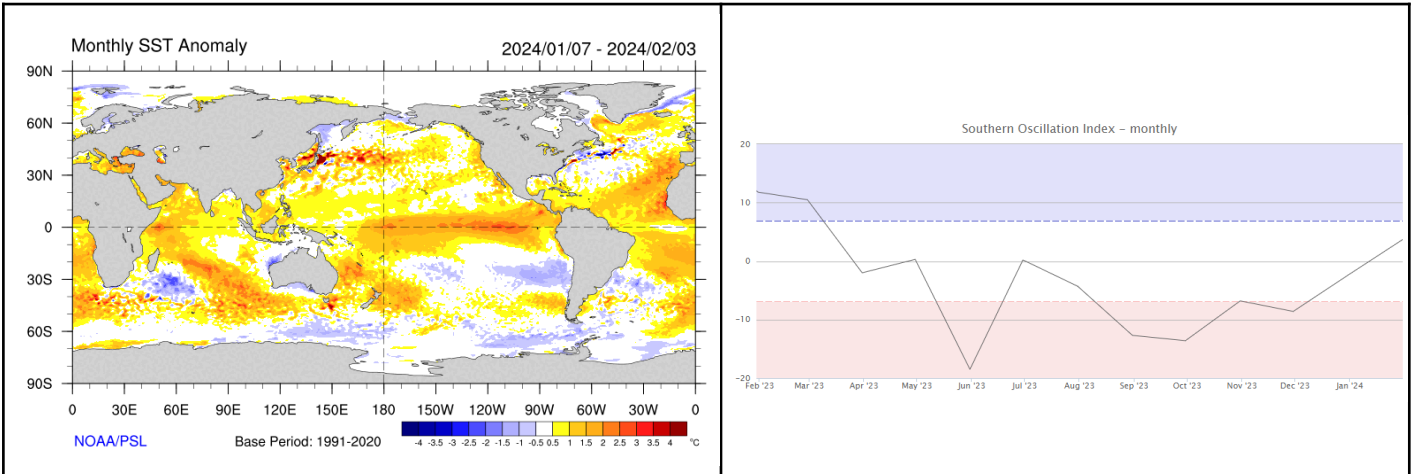 Monthly SST Anomaly 2024/01/07 - 2024/02/03
90N
60N
30N
0
30S
60S
90S
0 30E 60E 90E 120E 150E 180 150W 120W 90W 60W 30W 0
NOAA/PSL Base Period: 1991-2020
-4 -3.5 -3 -2.5 -2 -1.5 -1 -0.5 0.5 1 1.5 2 2.5 3 3.5 4 °C
Southern Oscillation Index – monthly
20
10
0
−10
−20
Feb '23 Mar '23 Apr '23 May '23 Jun '23 Jul '23 Aug '23 Sep '23 Oct '23 Nov '23 Dec '23 Jan '24